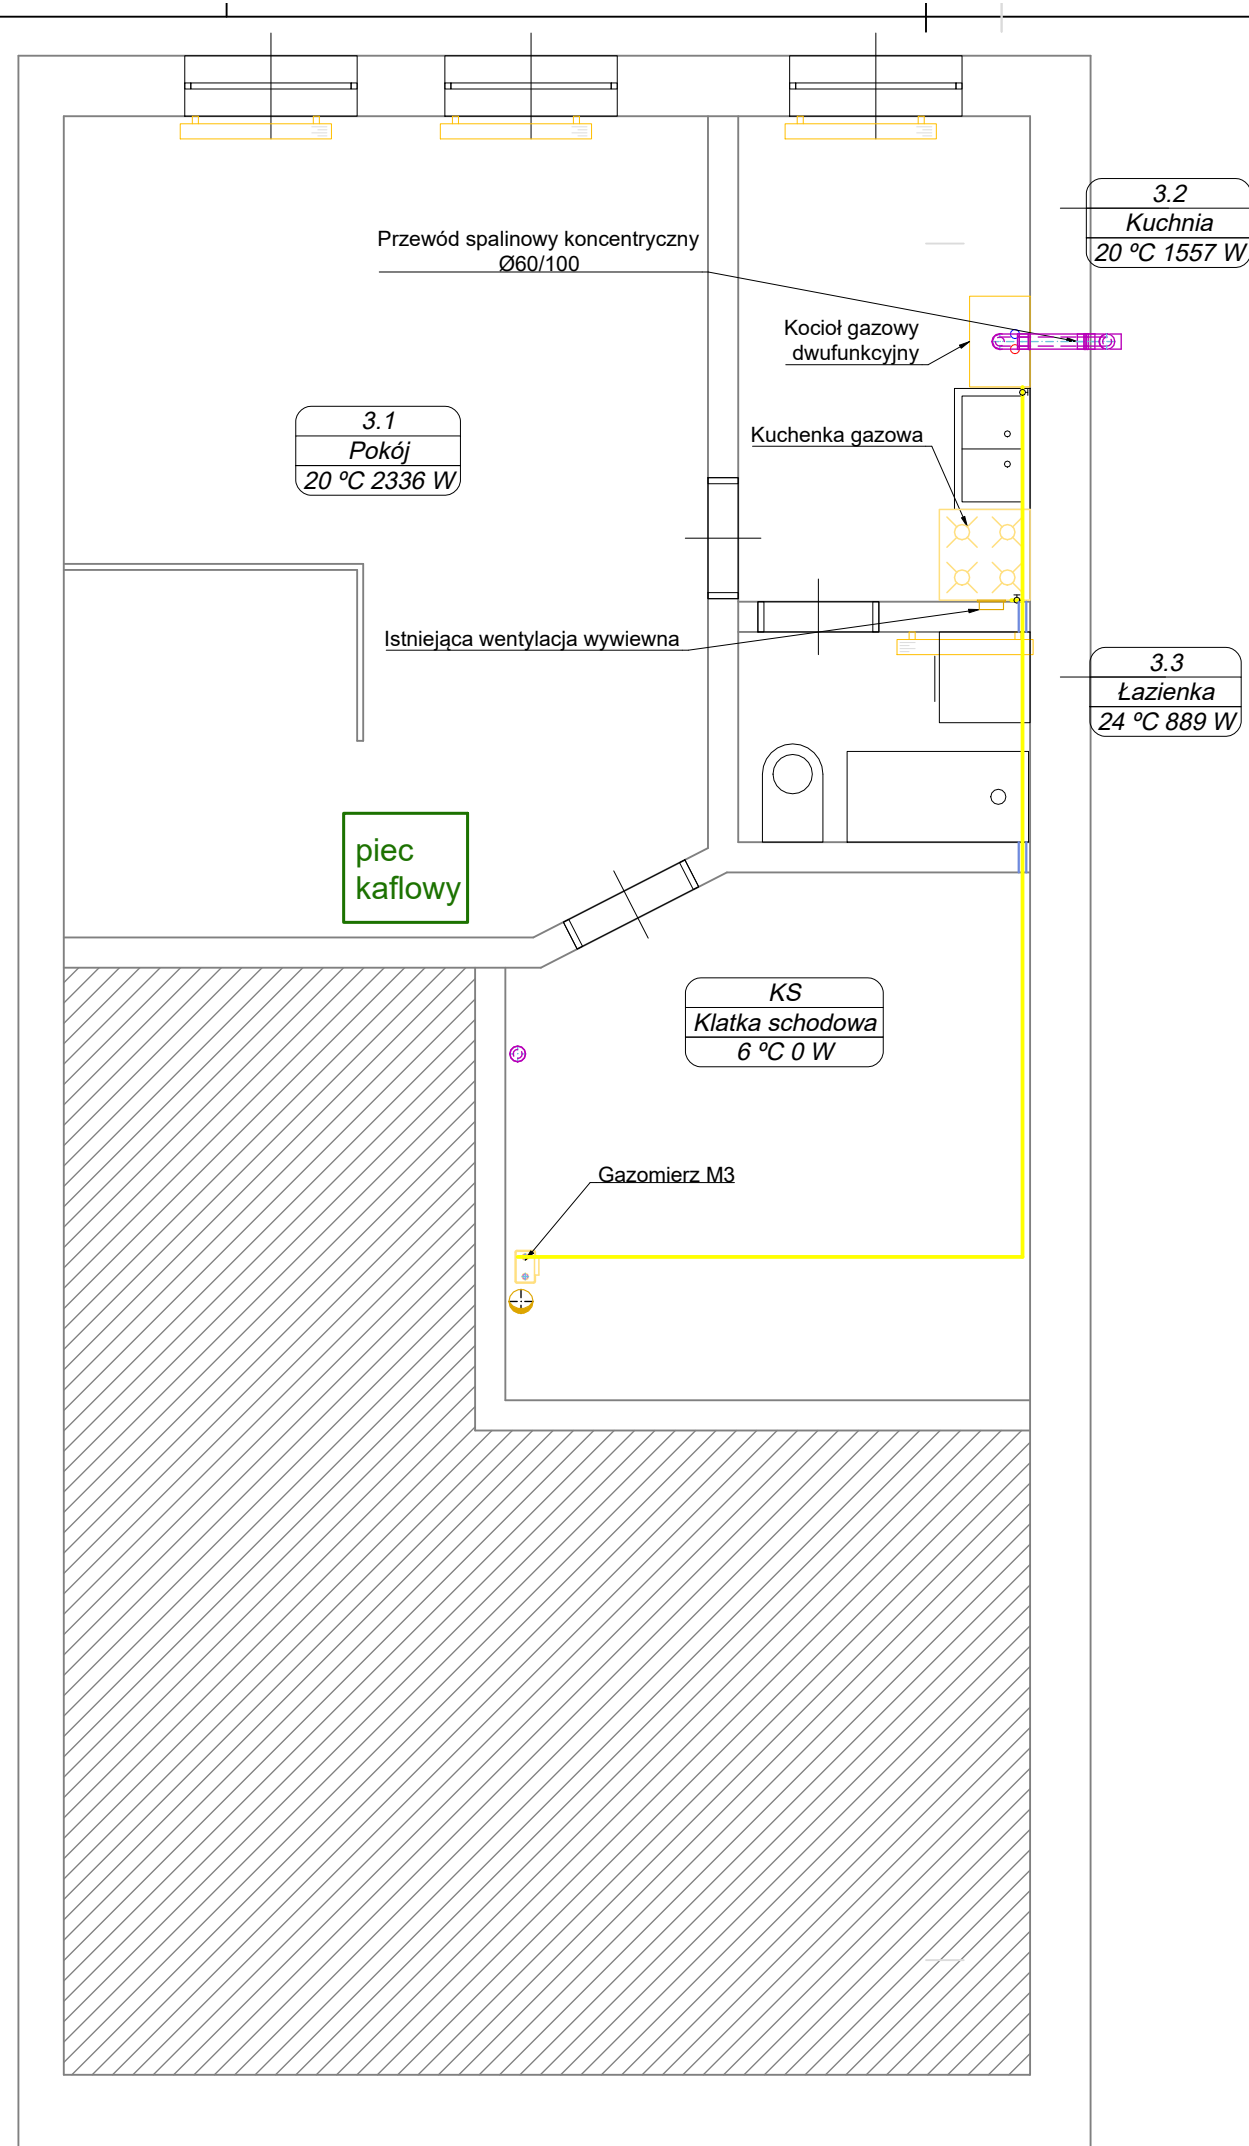 3.2
Kuchnia
20 ºC 1557 W
Przewód spalinowy koncentryczny
Ø60/100
Kocioł gazowy
dwufunkcyjny
3.1
Pokój
20 ºC 2336 W
Kuchenka gazowa
Istniejąca wentylacja wywiewna
3.3
Łazienka
24 ºC 889 W
piec
kaflowy
KS
Klatka schodowa
6 ºC 0 W
Gazomierz M3